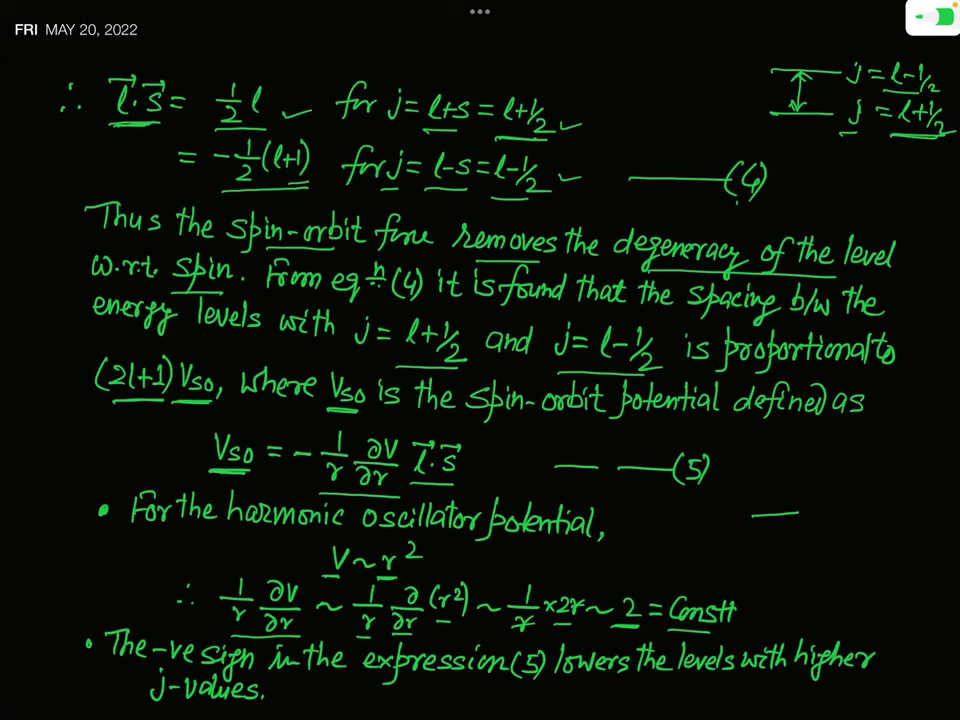 FRI MAY 20, 2022
∴ l⃗·s⃗ = 1/2 l ✓ for j = l+s = l+1/2 ✓
= -1/2 (l+1) for j = l-s = l-1/2 ✓ —— (4)
j = l-1/2
j = l+1/2
Thus the spin-orbit force removes the degeneracy of the level
w.r.t. spin. From eqⁿ (4) it is found that the spacing b/w the
energy levels with j = l+1/2 and j = l-1/2 is proportional to
(2l+1) Vso, where Vso is the spin-orbit potential defined as
Vso = - 1/r ∂V/∂r l⃗·s⃗ —— (5)
• For the harmonic oscillator potential,
V ~ r²
∴ 1/r ∂V/∂r ~ 1/r ∂/∂r (r²) ~ 1/r × 2r ~ 2 = Constt
• The -ve sign in the expression (5) lowers the levels with higher
j-values.